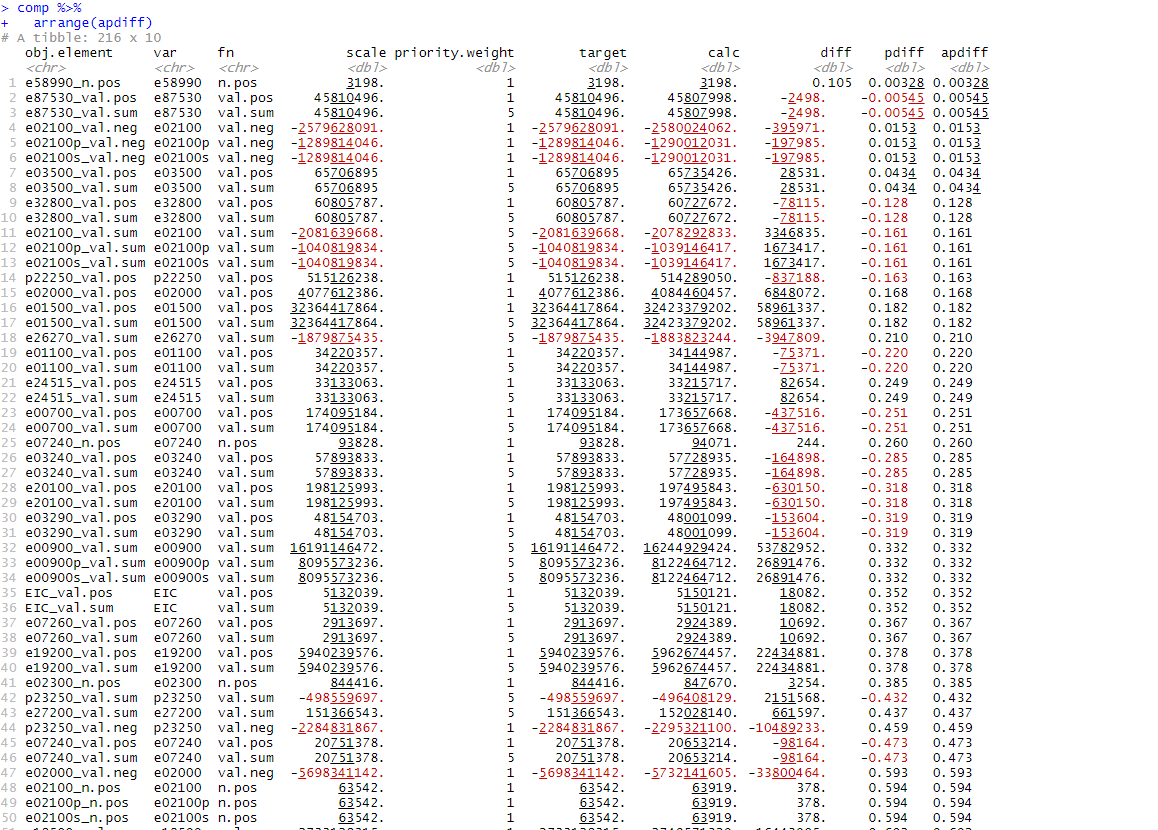 > comp %>%
+   arrange(apdiff)
# A tibble: 216 x 10
obj.element var fn scale priority.weight target calc diff pdiff apdiff
<chr> <chr> <chr> <dbl> <dbl> <dbl> <dbl> <dbl> <dbl> <dbl>
1 e58990_n.pos e58990 n.pos 3198. 1 3198. 3198. 0.105 0.00328 0.00328
2 e87530_val.pos e87530 val.pos 45810496. 1 45810496. 45807998. -2498. -0.00545 0.00545
3 e87530_val.sum e87530 val.sum 45810496. 5 45810496. 45807998. -2498. -0.00545 0.00545
4 e02100_val.neg e02100 val.neg -2579628091. 1 -2579628091. -2580024062. -395971. 0.0153 0.0153
5 e02100p_val.neg e02100p val.neg -1289814046. 1 -1289814046. -1290012031. -197985. 0.0153 0.0153
6 e02100s_val.neg e02100s val.neg -1289814046. 1 -1289814046. -1290012031. -197985. 0.0153 0.0153
7 e03500_val.pos e03500 val.pos 65706895 1 65706895 65735426. 28531. 0.0434 0.0434
8 e03500_val.sum e03500 val.sum 65706895 5 65706895 65735426. 28531. 0.0434 0.0434
9 e32800_val.pos e32800 val.pos 60805787. 1 60805787. 60727672. -78115. -0.128 0.128
10 e32800_val.sum e32800 val.sum 60805787. 5 60805787. 60727672. -78115. -0.128 0.128
11 e02100_val.sum e02100 val.sum -2081639668. 5 -2081639668. -2078292833. 3346835. -0.161 0.161
12 e02100p_val.sum e02100p val.sum -1040819834. 5 -1040819834. -1039146417. 1673417. -0.161 0.161
13 e02100s_val.sum e02100s val.sum -1040819834. 5 -1040819834. -1039146417. 1673417. -0.161 0.161
14 p22250_val.pos p22250 val.pos 515126238. 1 515126238. 514289050. -837188. -0.163 0.163
15 e02000_val.pos e02000 val.pos 4077612386. 1 4077612386. 4084460457. 6848072. 0.168 0.168
16 e01500_val.pos e01500 val.pos 32364417864. 1 32364417864. 32423379202. 58961337. 0.182 0.182
17 e01500_val.sum e01500 val.sum 32364417864. 5 32364417864. 32423379202. 58961337. 0.182 0.182
18 e26270_val.sum e26270 val.sum -1879875435. 5 -1879875435. -1883823244. -3947809. 0.210 0.210
19 e01100_val.pos e01100 val.pos 34220357. 1 34220357. 34144987. -75371. -0.220 0.220
20 e01100_val.sum e01100 val.sum 34220357. 5 34220357. 34144987. -75371. -0.220 0.220
21 e24515_val.pos e24515 val.pos 33133063. 1 33133063. 33215717. 82654. 0.249 0.249
22 e24515_val.sum e24515 val.sum 33133063. 5 33133063. 33215717. 82654. 0.249 0.249
23 e00700_val.pos e00700 val.pos 174095184. 1 174095184. 173657668. -437516. -0.251 0.251
24 e00700_val.sum e00700 val.sum 174095184. 5 174095184. 173657668. -437516. -0.251 0.251
25 e07240_n.pos e07240 n.pos 93828. 1 93828. 94071. 244. 0.260 0.260
26 e03240_val.pos e03240 val.pos 57893833. 1 57893833. 57728935. -164898. -0.285 0.285
27 e03240_val.sum e03240 val.sum 57893833. 5 57893833. 57728935. -164898. -0.285 0.285
28 e20100_val.pos e20100 val.pos 198125993. 1 198125993. 197495843. -630150. -0.318 0.318
29 e20100_val.sum e20100 val.sum 198125993. 5 198125993. 197495843. -630150. -0.318 0.318
30 e03290_val.pos e03290 val.pos 48154703. 1 48154703. 48001099. -153604. -0.319 0.319
31 e03290_val.sum e03290 val.sum 48154703. 5 48154703. 48001099. -153604. -0.319 0.319
32 e00900_val.sum e00900 val.sum 16191146472. 5 16191146472. 16244929424. 53782952. 0.332 0.332
33 e00900p_val.sum e00900p val.sum 8095573236. 5 8095573236. 8122464712. 26891476. 0.332 0.332
34 e00900s_val.sum e00900s val.sum 8095573236. 5 8095573236. 8122464712. 26891476. 0.332 0.332
35 EIC_val.pos EIC val.pos 5132039. 1 5132039. 5150121. 18082. 0.352 0.352
36 EIC_val.sum EIC val.sum 5132039. 5 5132039. 5150121. 18082. 0.352 0.352
37 e07260_val.pos e07260 val.pos 2913697. 1 2913697. 2924389. 10692. 0.367 0.367
38 e07260_val.sum e07260 val.sum 2913697. 5 2913697. 2924389. 10692. 0.367 0.367
39 e19200_val.pos e19200 val.pos 5940239576. 1 5940239576. 5962674457. 22434881. 0.378 0.378
40 e19200_val.sum e19200 val.sum 5940239576. 5 5940239576. 5962674457. 22434881. 0.378 0.378
41 e02300_n.pos e02300 n.pos 844416. 1 844416. 847670. 3254. 0.385 0.385
42 p23250_val.sum p23250 val.sum -498559697. 5 -498559697. -496408129. 2151568. -0.432 0.432
43 e27200_val.sum e27200 val.sum 151366543. 5 151366543. 152028140. 661597. 0.437 0.437
44 p23250_val.neg p23250 val.neg -2284831867. 1 -2284831867. -2295321100. -10489233. 0.459 0.459
45 e07240_val.pos e07240 val.pos 20751378. 1 20751378. 20653214. -98164. -0.473 0.473
46 e07240_val.sum e07240 val.sum 20751378. 5 20751378. 20653214. -98164. -0.473 0.473
47 e02000_val.neg e02000 val.neg -5698341142. 1 -5698341142. -5732141605. -33800464. 0.593 0.593
48 e02100_n.pos e02100 n.pos 63542. 1 63542. 63919. 378. 0.594 0.594
49 e02100p_n.pos e02100p n.pos 63542. 1 63542. 63919. 378. 0.594 0.594
50 e02100s_n.pos e02100s n.pos 63542. 1 63542. 63919. 378. 0.594 0.594